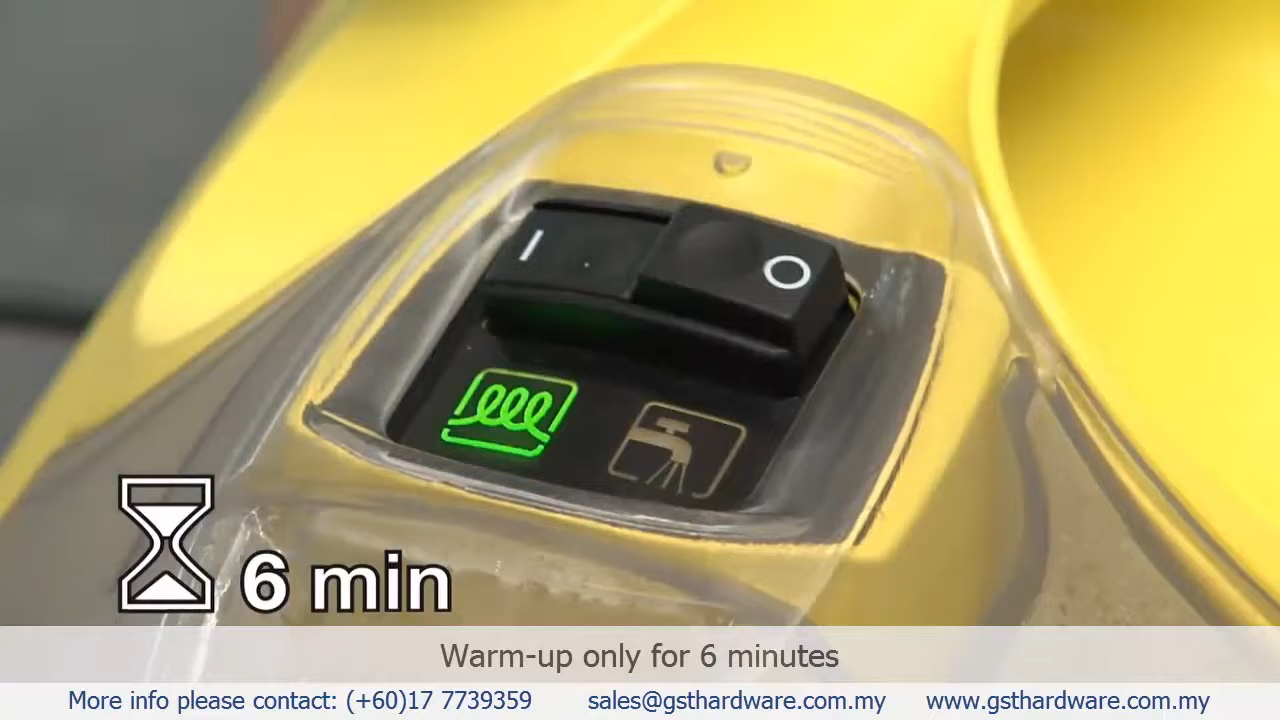 I O
6 min
Warm-up only for 6 minutes
More info please contact: (+60)17 7739359 sales@gsthardware.com.my www.gsthardware.com.my